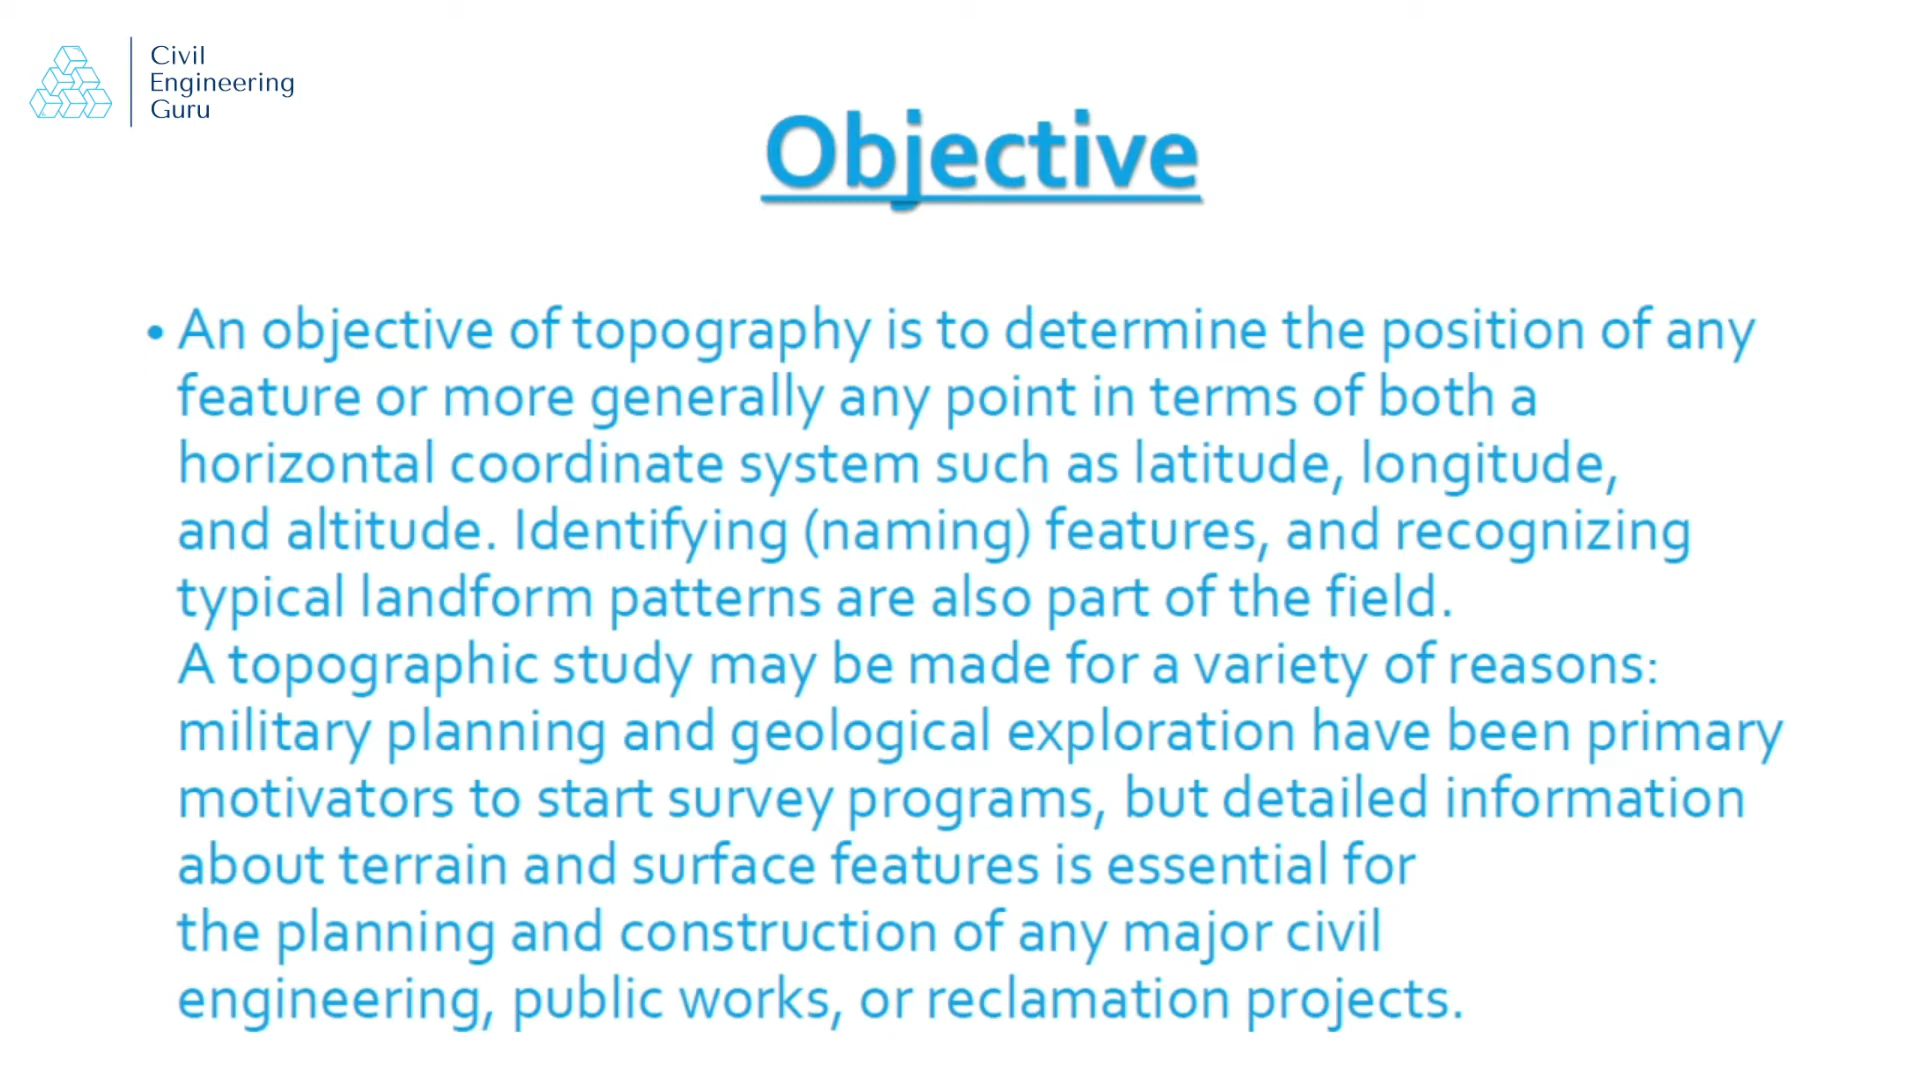 Civil
Engineering
Guru
Objective
• An objective of topography is to determine the position of any
feature or more generally any point in terms of both a
horizontal coordinate system such as latitude, longitude,
and altitude. Identifying (naming) features, and recognizing
typical landform patterns are also part of the field.
A topographic study may be made for a variety of reasons:
military planning and geological exploration have been primary
motivators to start survey programs, but detailed information
about terrain and surface features is essential for
the planning and construction of any major civil
engineering, public works, or reclamation projects.